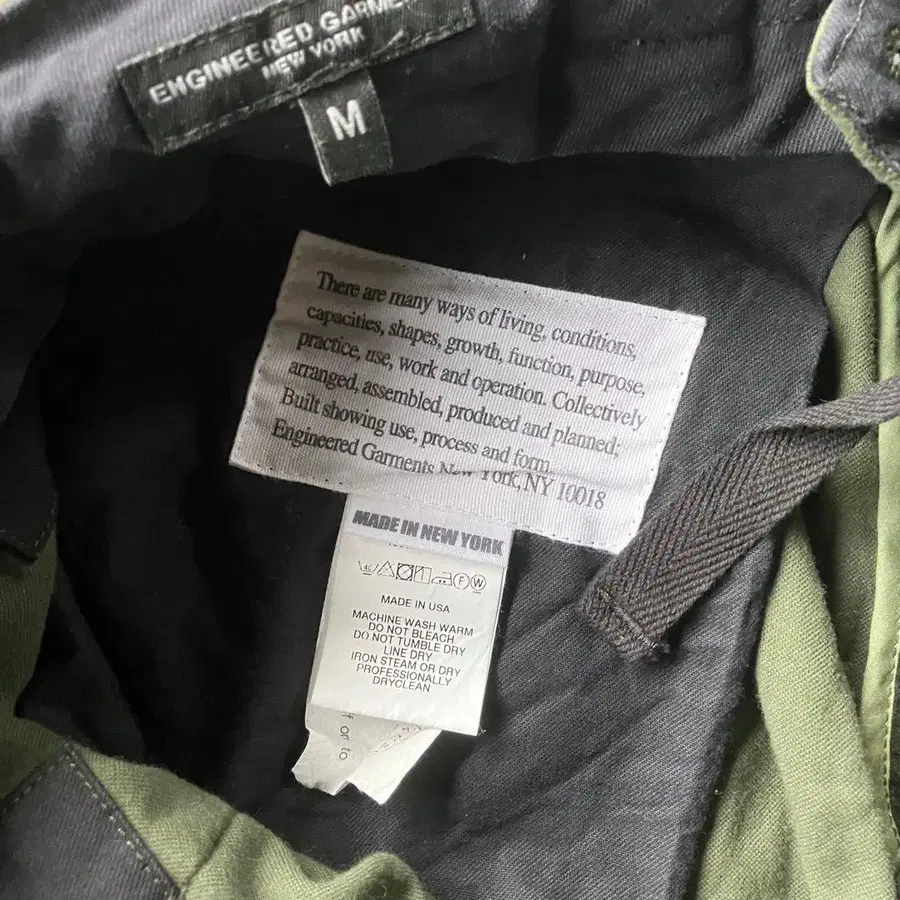 ENGINEERED GARME
NEW YORK
M
There are many ways of living, conditions,
capacities, shapes, growth, function, purpose,
practice, use, work and operation. Collectively
arranged, assembled, produced and planned;
Built showing use, process and form.
Engineered Garments New York, NY 10018
MADE IN NEW YORK
MADE IN USA
MACHINE WASH WARM
DO NOT BLEACH
DO NOT TUMBLE DRY
LINE DRY
IRON STEAM OR DRY
PROFESSIONALLY
DRYCLEAN
or to